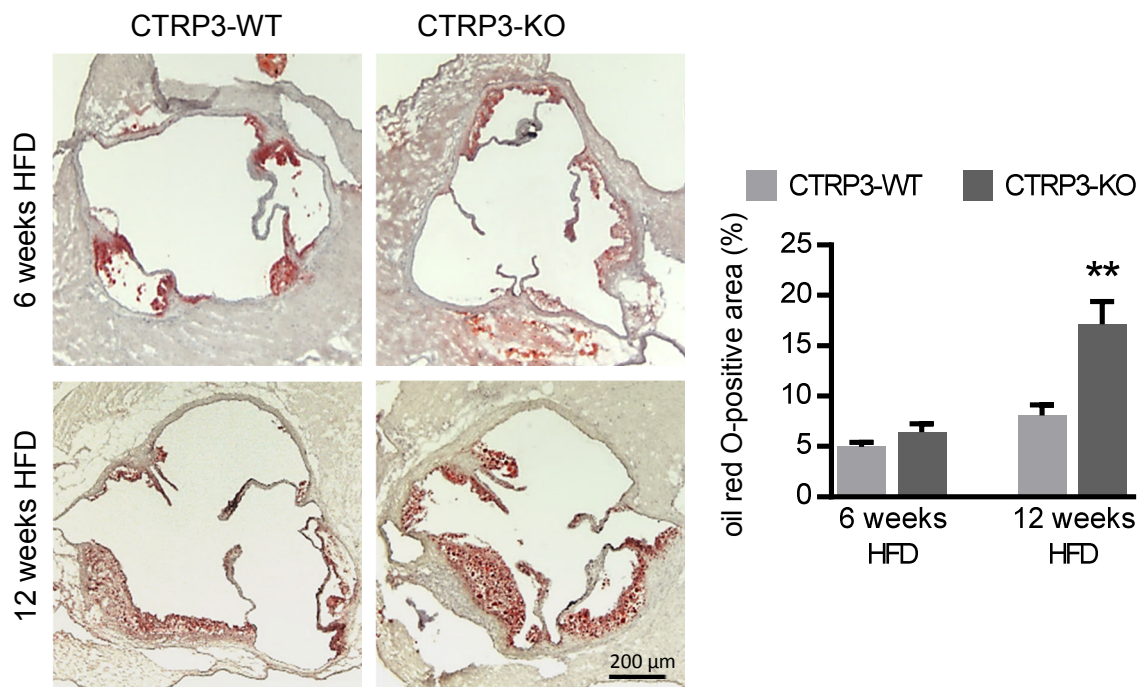 CTRP3-WT
CTRP3-KO
6 weeks HFD
12 weeks HFD
200 µm
CTRP3-WT
CTRP3-KO
oil red O-positive area (%)
25
20
15
10
5
0
**
6 weeks
HFD
12 weeks
HFD